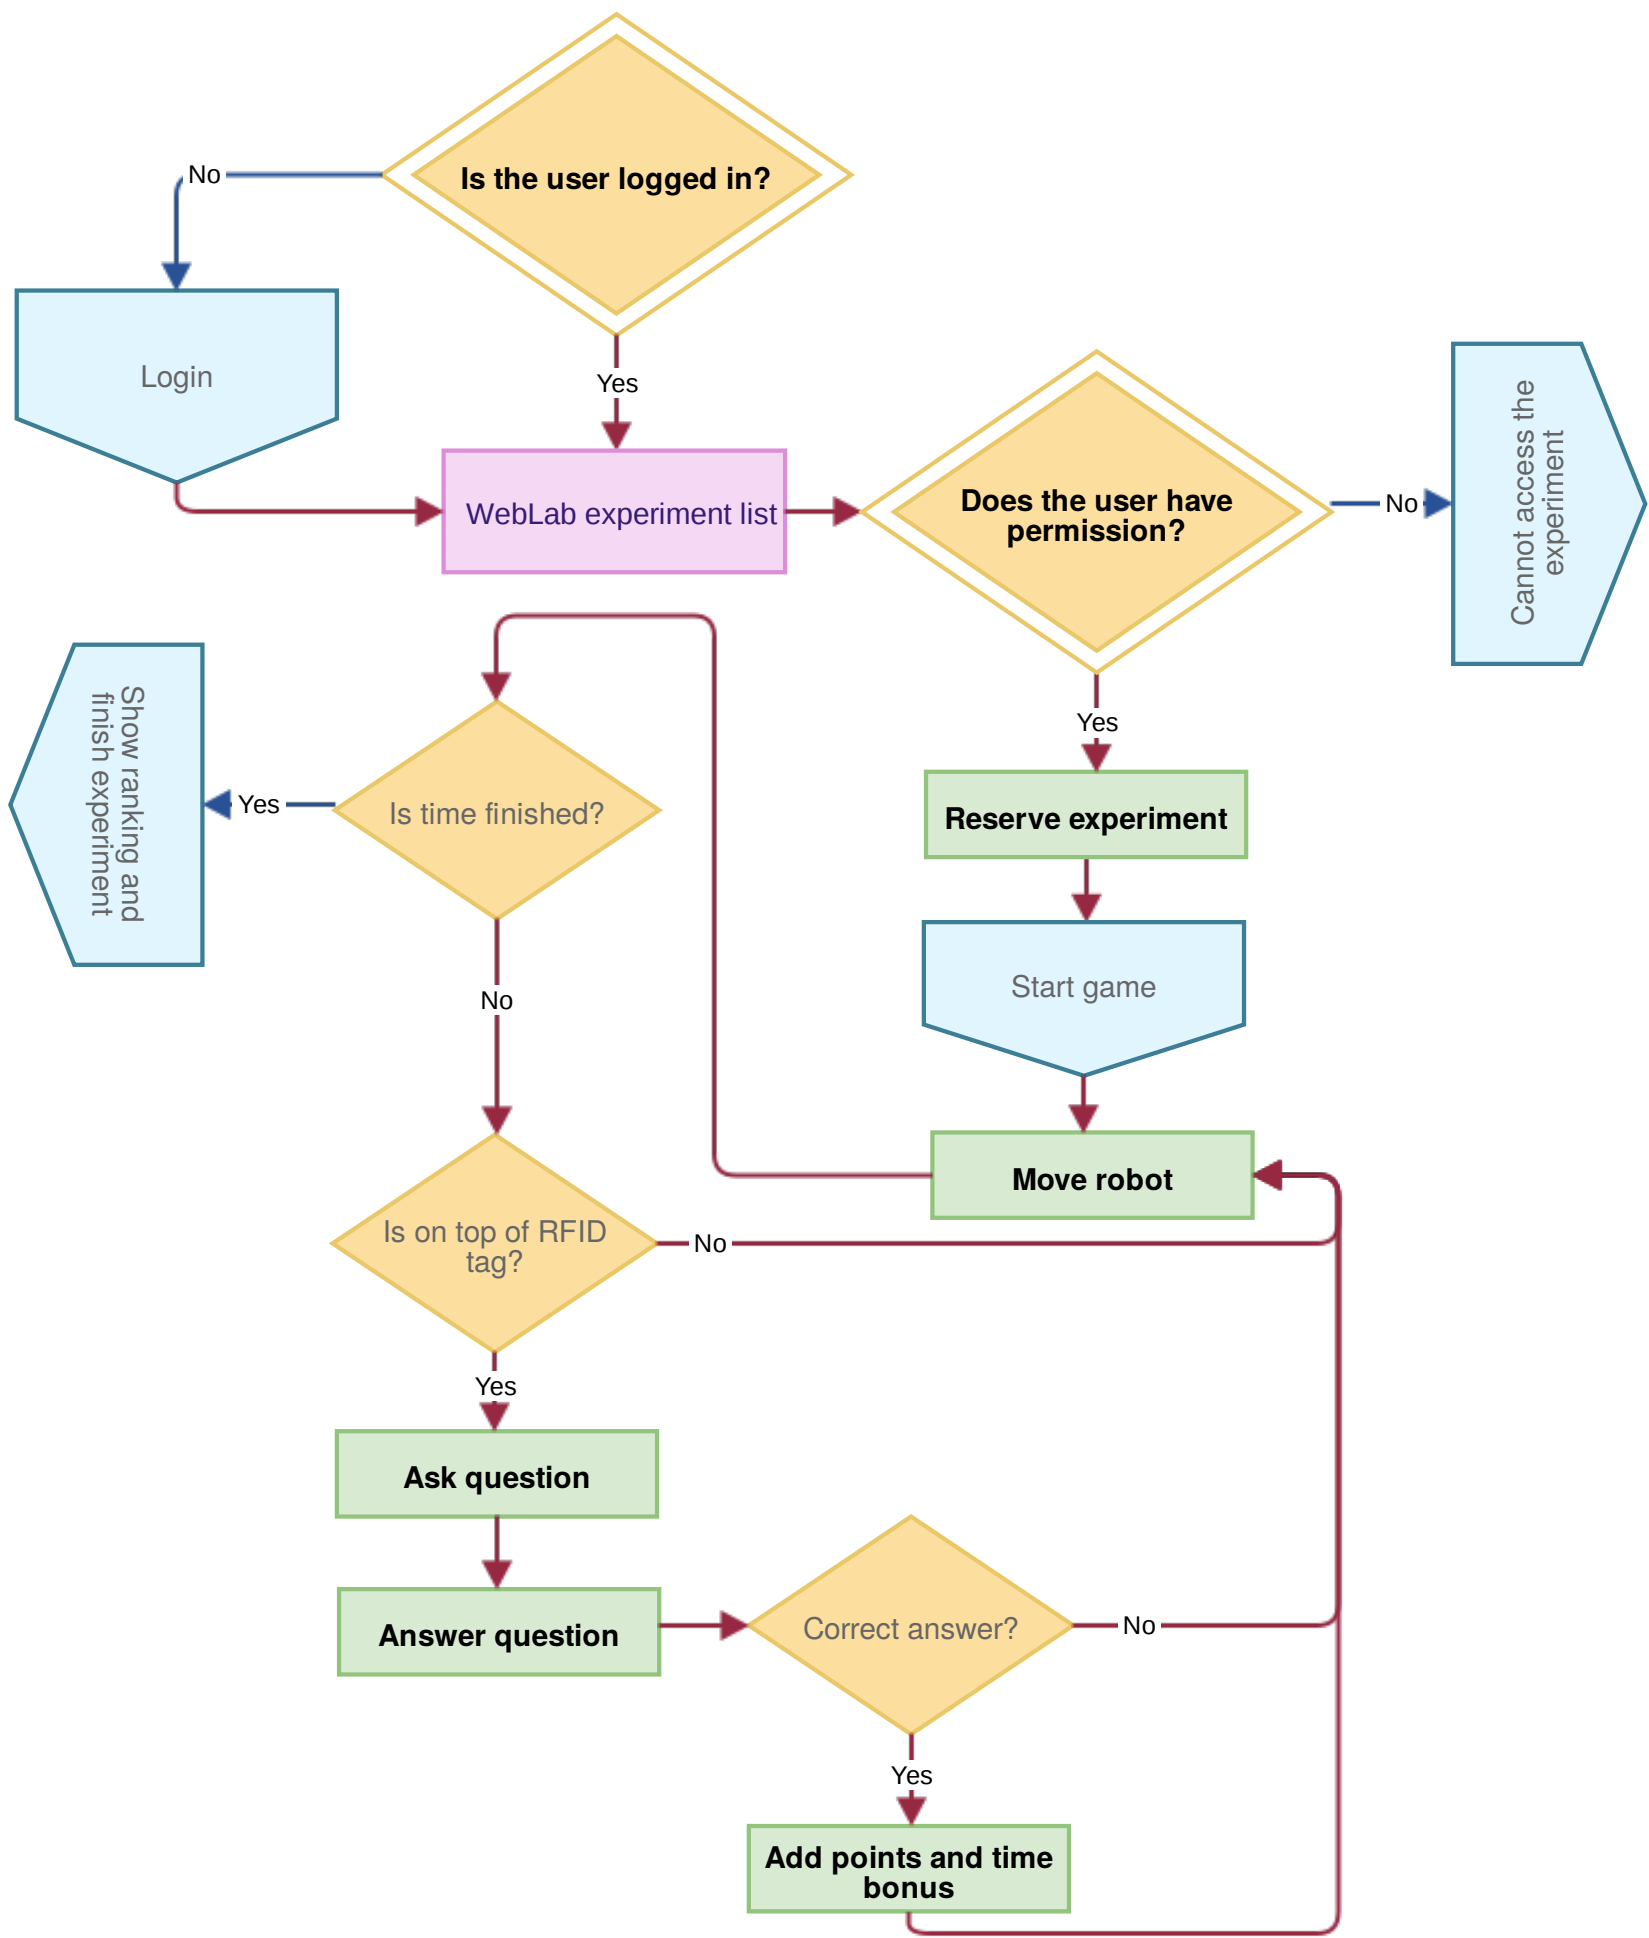 Is the user logged in?
No
Login
Yes
WebLab experiment list
Does the user have
permission?
No
Cannot access the
experiment
Yes
Reserve experiment
Start game
Move robot
Is time finished?
Yes
Show ranking and
finish experiment
No
Is on top of RFID
tag?
No
Yes
Ask question
Answer question
Correct answer?
No
Yes
Add points and time
bonus